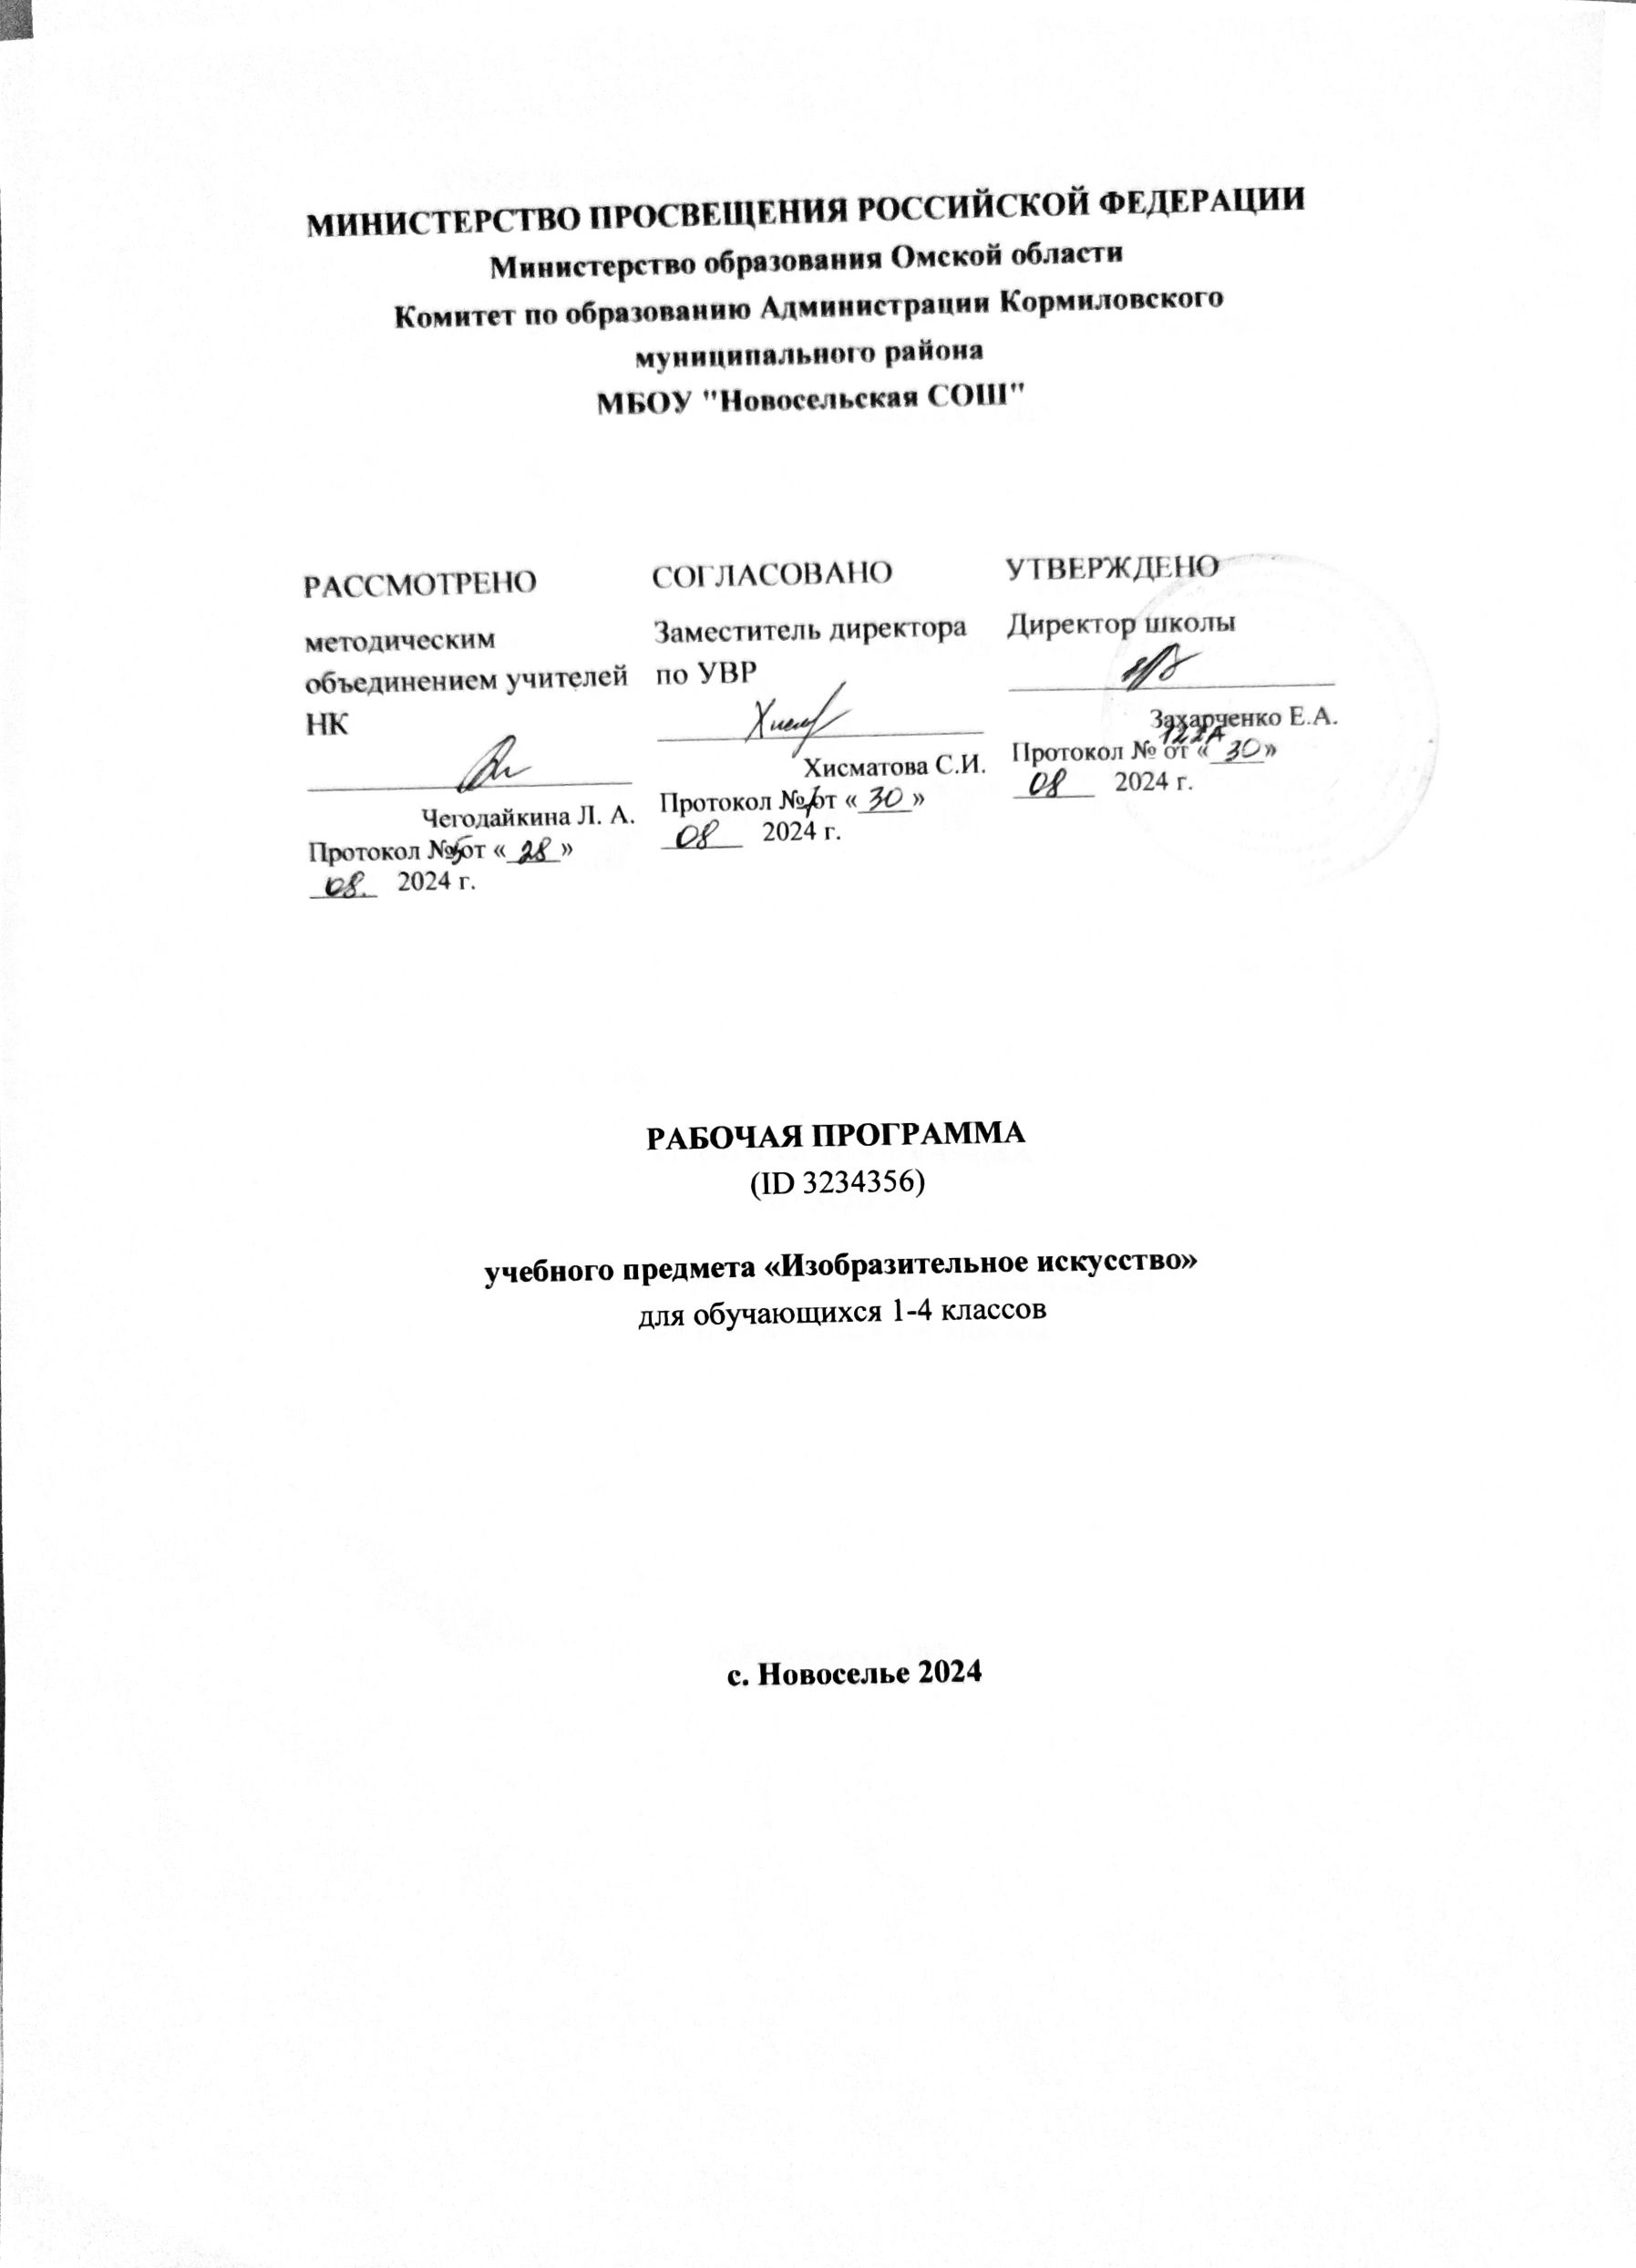 МИНИСТЕРСТВО ПРОСВЕЩЕНИЯ РОССИЙСКОЙ ФЕДЕРАЦИИ
Министерство образования Омской области
Комитет по образованию Администрации Кормиловского
муниципального района
МБОУ "Новосельская СОШ"
РАССМОТРЕНО
методическим
объединением учителей
НК
Чегодайкина Л. А.
Протокол №5 от «28»
08. 2024 г.
СОГЛАСОВАНО
Заместитель директора
по УВР
Хисматова С.И.
Протокол №1 от «30»
08 2024 г.
УТВЕРЖДЕНО
Директор школы
Захарченко Е.А.
122А
Протокол № от «30»
08 2024 г.
РАБОЧАЯ ПРОГРАММА
(ID 3234356)
учебного предмета «Изобразительное искусство»
для обучающихся 1-4 классов
с. Новоселье 2024